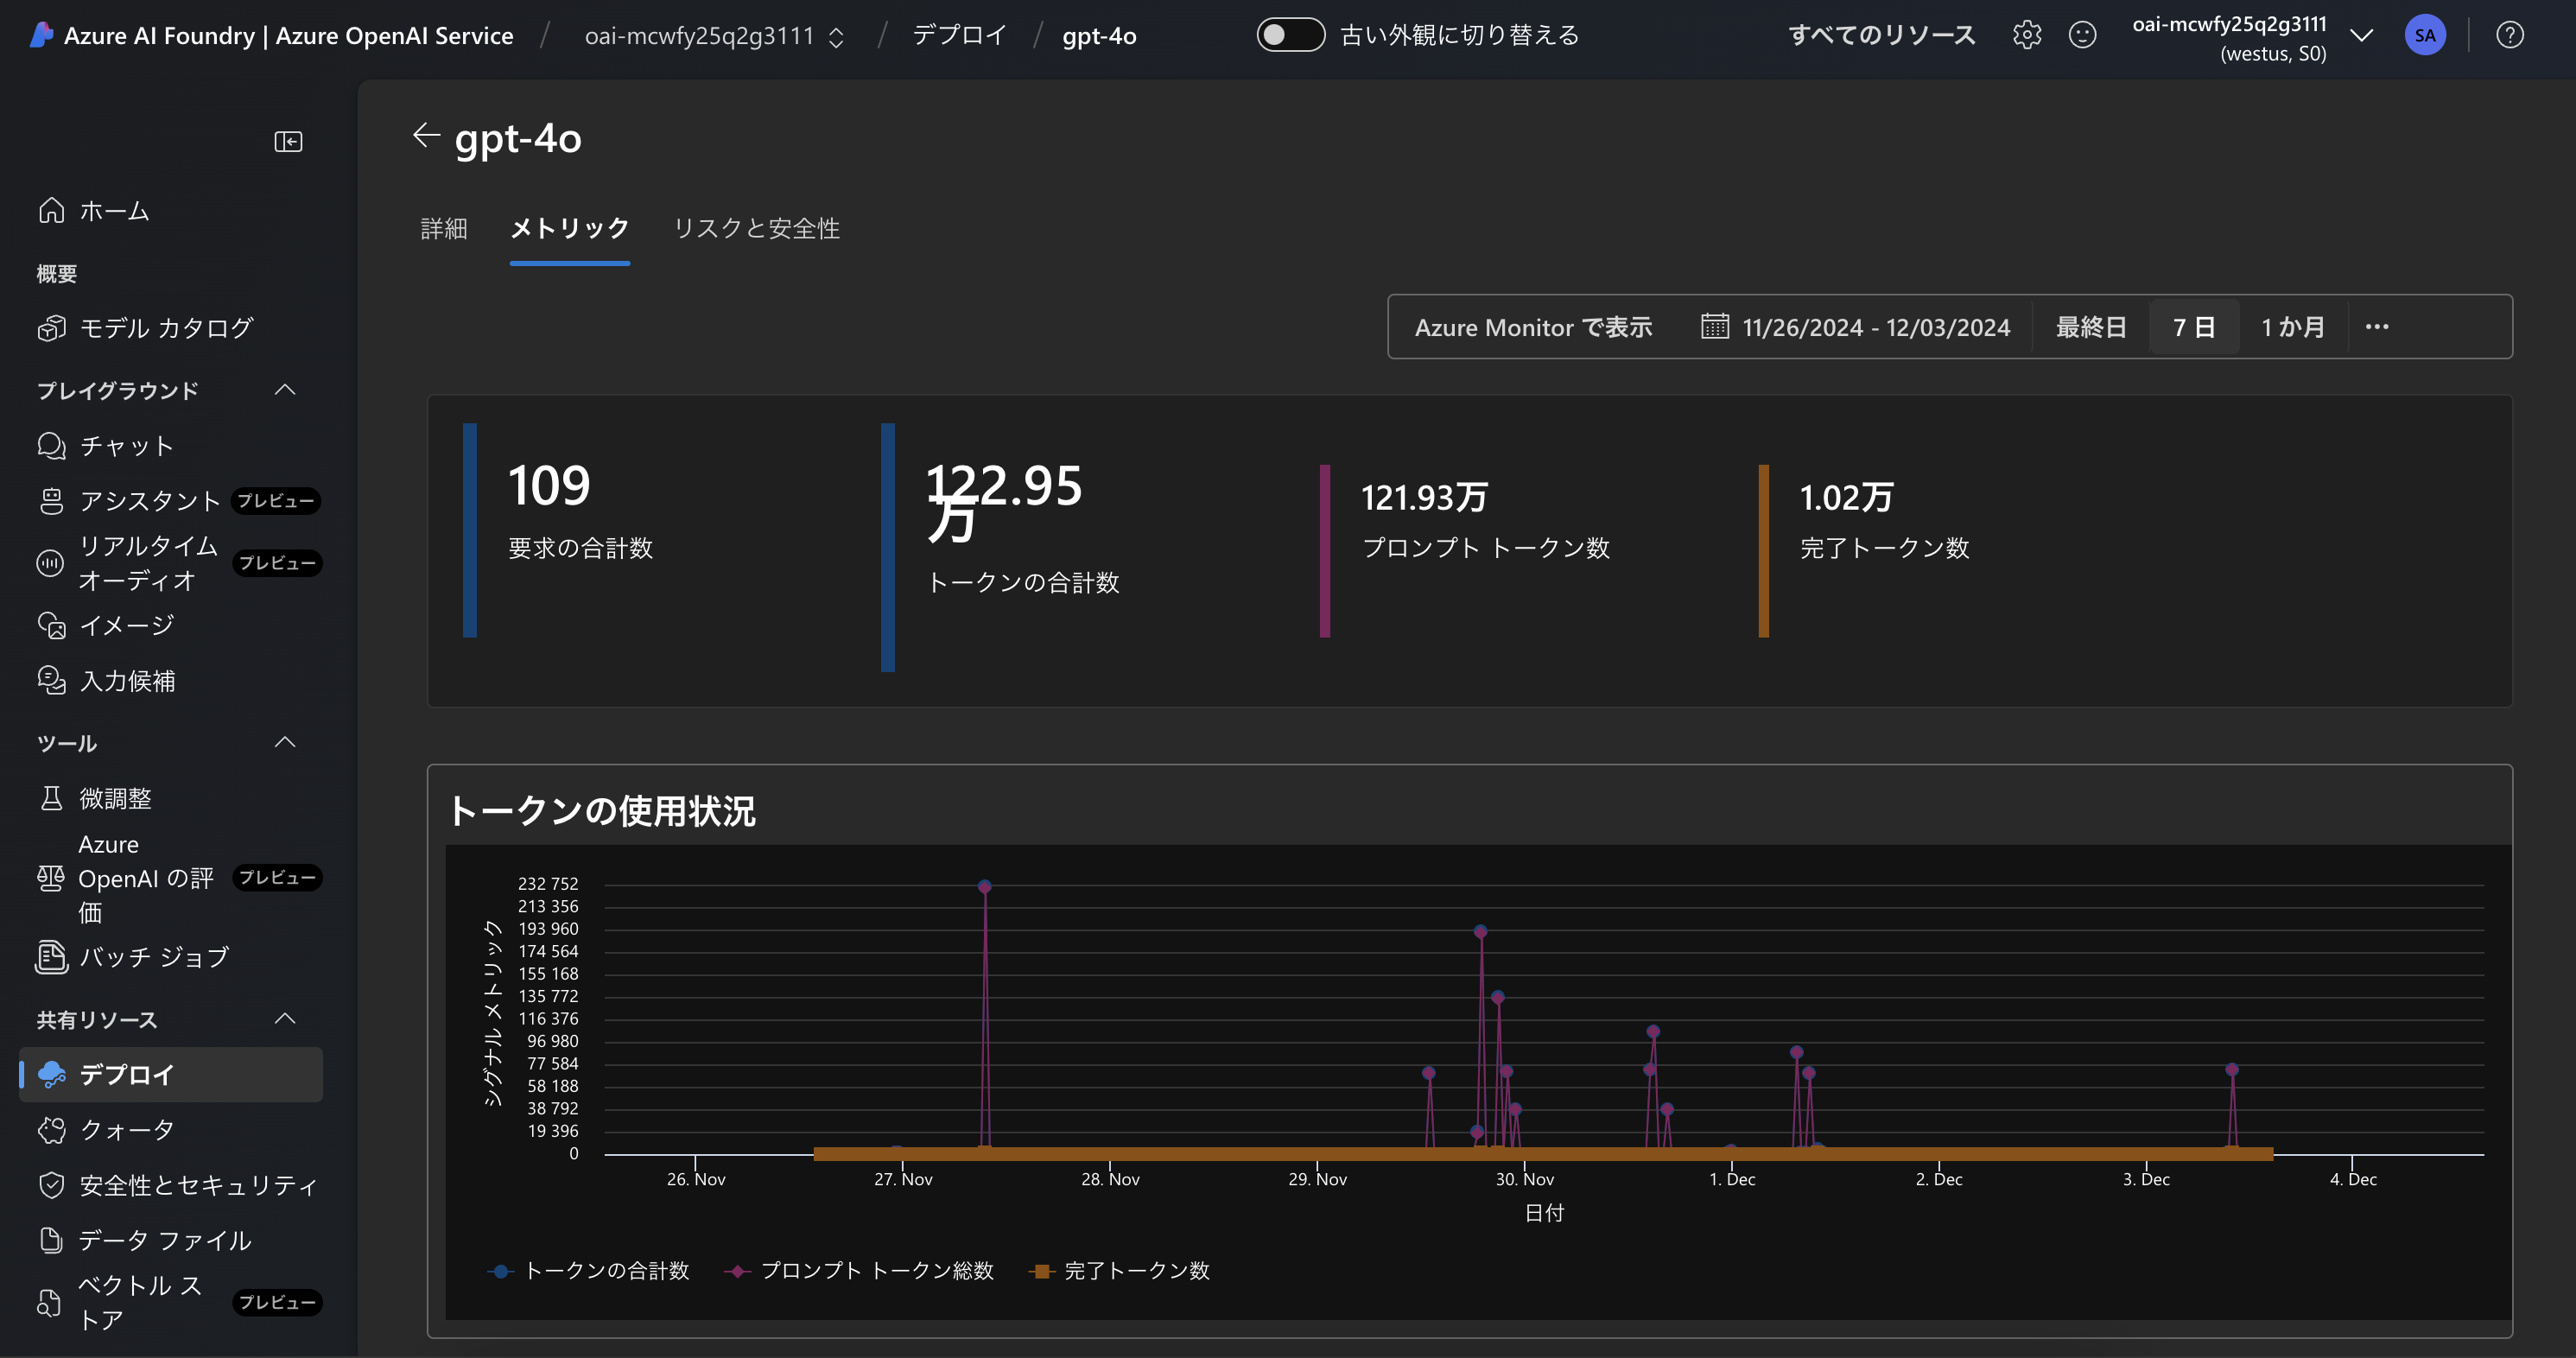 Azure AI Foundry | Azure OpenAI Service / oai-mcwfy25q2g3111 / デプロイ / gpt-4o
古い外観に切り替える
すべてのリソース
oai-mcwfy25q2g3111
(westus, S0)
SA
ホーム
概要
モデル カタログ
プレイグラウンド
チャット
アシスタント プレビュー
リアルタイム
オーディオ
プレビュー
イメージ
入力候補
ツール
微調整
Azure
OpenAI の評
価
プレビュー
バッチ ジョブ
共有リソース
デプロイ
クォータ
安全性とセキュリティ
データ ファイル
ベクトル ス
トア
プレビュー
gpt-4o
詳細 メトリック リスクと安全性
Azure Monitor で表示 11/26/2024 - 12/03/2024 最終日 7 日 1 か月 ···
109
要求の合計数
122.95
万
トークンの合計数
121.93万
プロンプト トークン数
1.02万
完了トークン数
トークンの使用状況
シグナル メトリック
232 752
213 356
193 960
174 564
155 168
135 772
116 376
96 980
77 584
58 188
38 792
19 396
0
26. Nov 27. Nov 28. Nov 29. Nov 30. Nov 1. Dec 2. Dec 3. Dec 4. Dec
日付
トークンの合計数 プロンプト トークン総数 完了トークン数